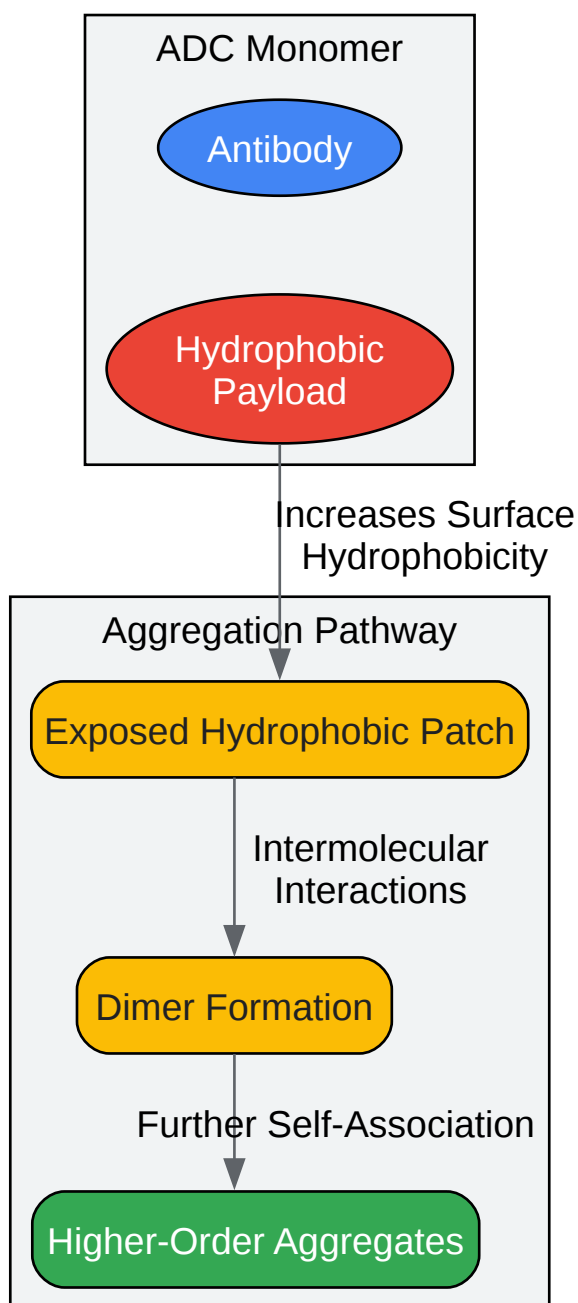 ADC Monomer
Antibody
Hydrophobic
Payload
Increases Surface
Hydrophobicity
Aggregation Pathway
Exposed Hydrophobic Patch
Intermolecular
Interactions
Dimer Formation
Further Self-Association
Higher-Order Aggregates